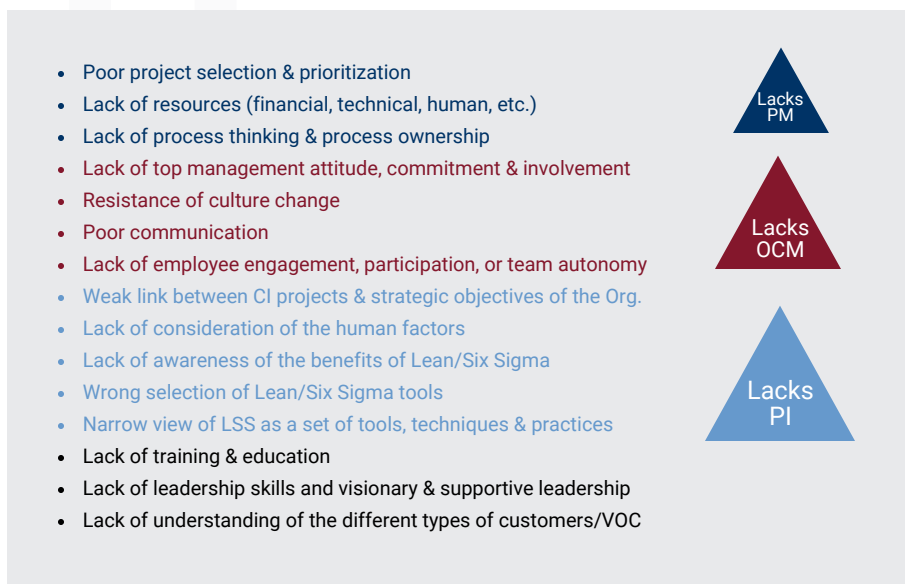 • Poor project selection & prioritization
• Lack of resources (financial, technical, human, etc.)
• Lack of process thinking & process ownership
• Lack of top management attitude, commitment & involvement
• Resistance of culture change
• Poor communication
• Lack of employee engagement, participation, or team autonomy
• Weak link between CI projects & strategic objectives of the Org.
• Lack of consideration of the human factors
• Lack of awareness of the benefits of Lean/Six Sigma
• Wrong selection of Lean/Six Sigma tools
• Narrow view of LSS as a set of tools, techniques & practices
• Lack of training & education
• Lack of leadership skills and visionary & supportive leadership
• Lack of understanding of the different types of customers/VOC
Lacks
PM
Lacks
OCM
Lacks
PI